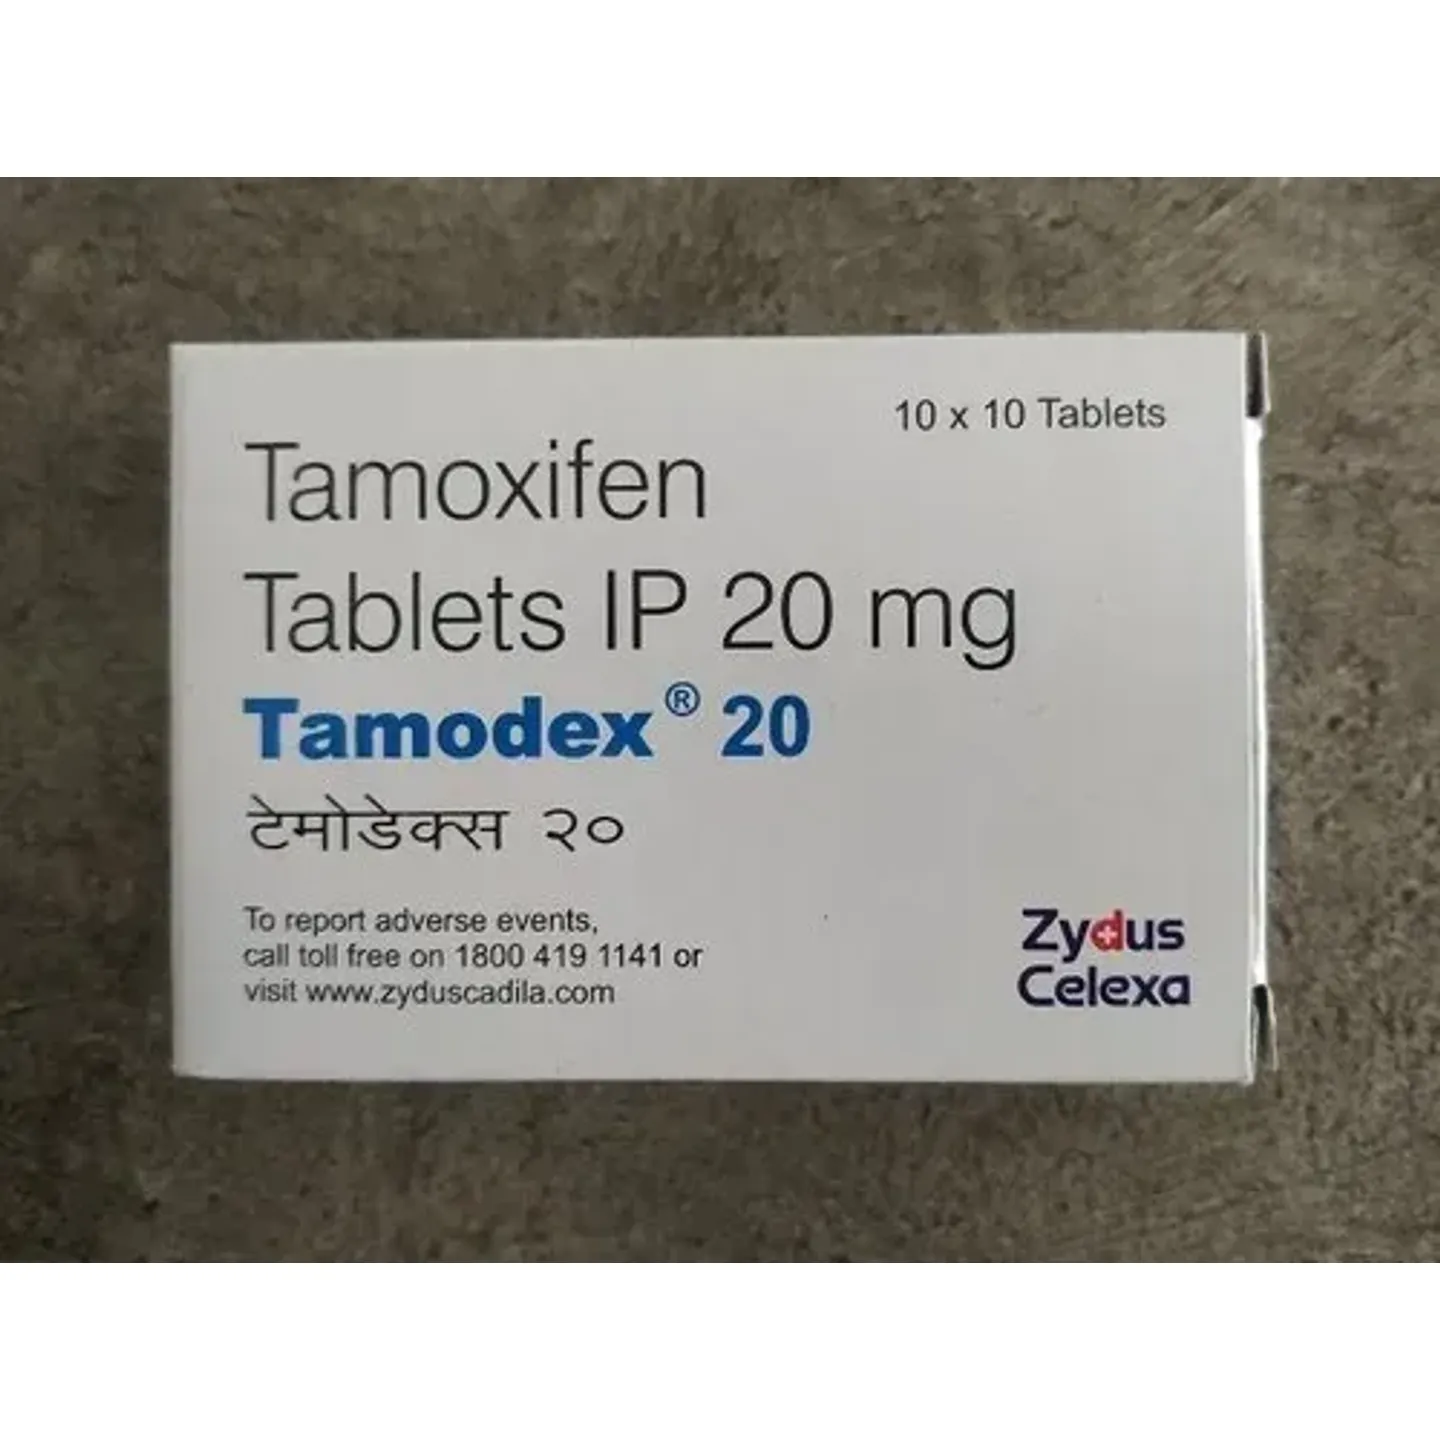 10 x 10 Tablets
Tamoxifen
Tablets IP 20 mg
Tamodex® 20
टेमोडेक्स २०
To report adverse events,
call toll free on 1800 419 1141 or
visit www.zyduscadila.com
Zydus
Celexa